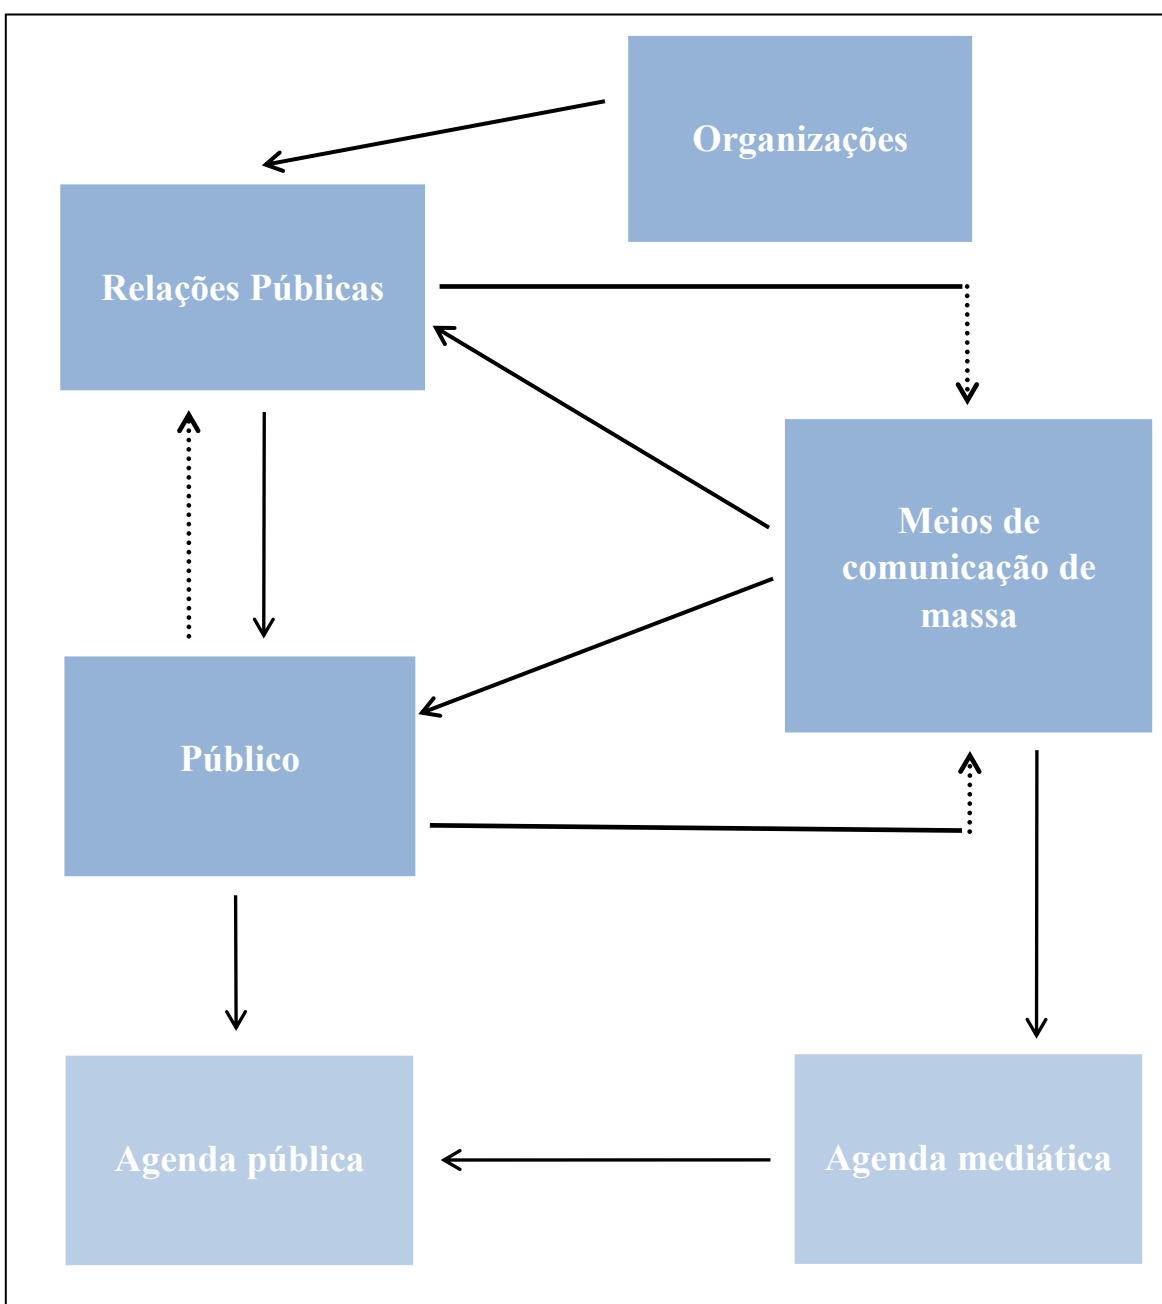 Organizações
Relações Públicas
Meios de
comunicação de
massa
Público
Agenda pública
Agenda mediática